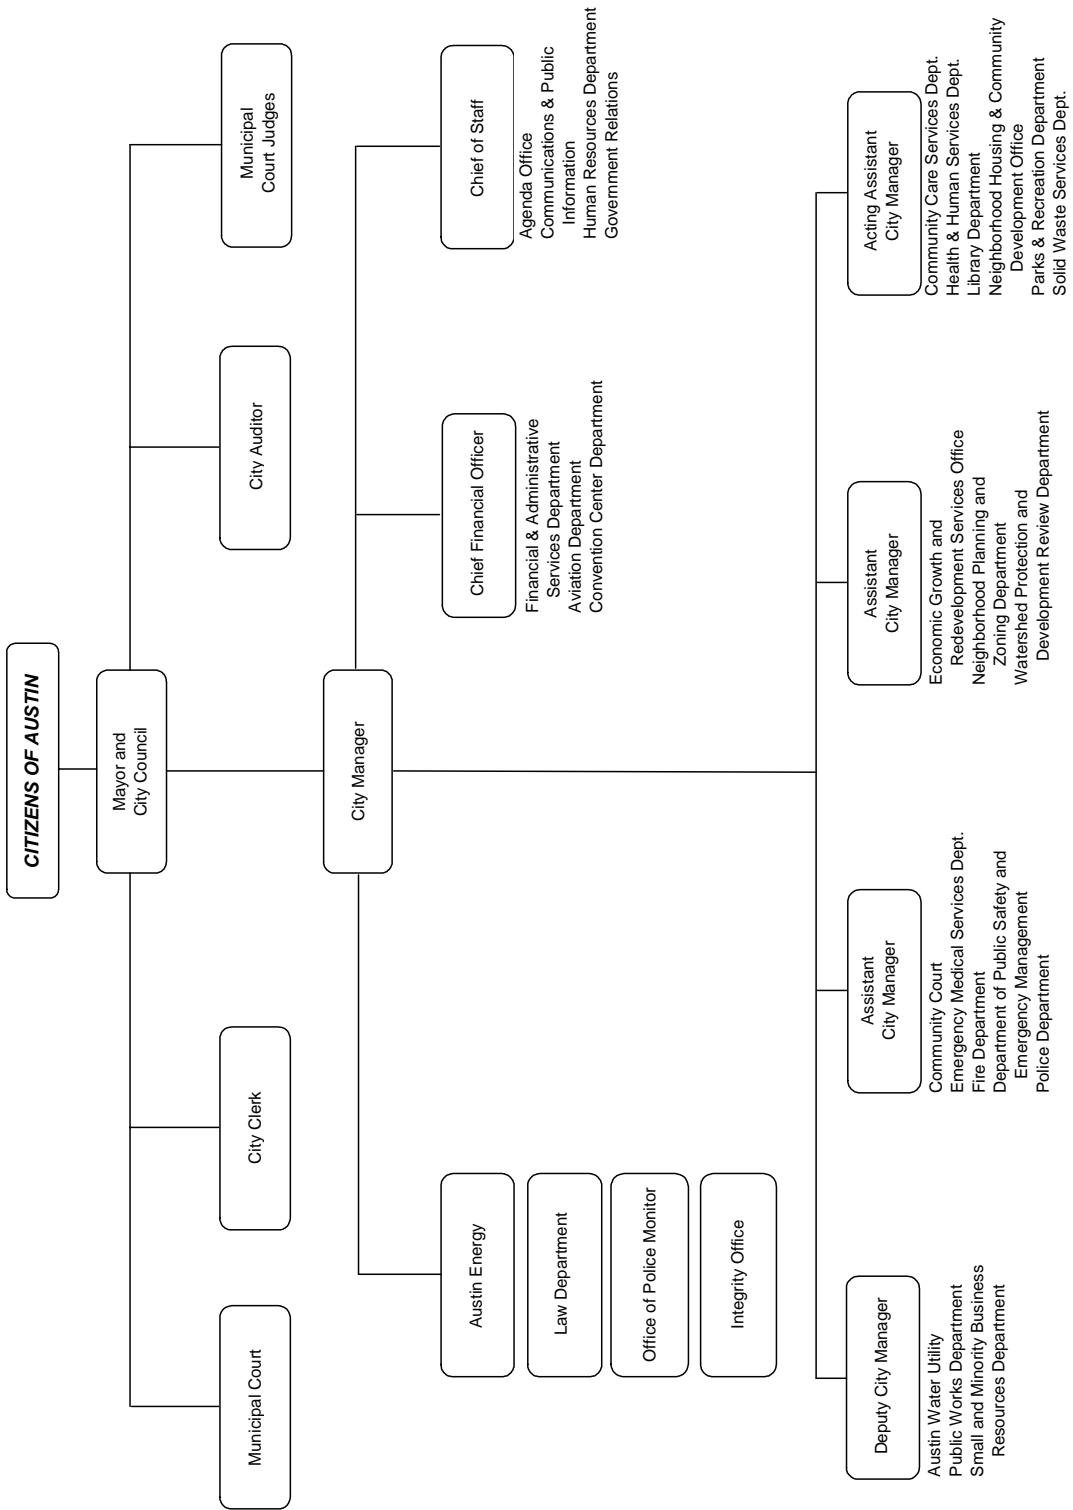 CITIZENS OF AUSTIN
Mayor and
City Council
Municipal Court
City Clerk
City Auditor
Municipal
Court Judges
City Manager
Austin Energy
Law Department
Office of Police Monitor
Integrity Office
Chief Financial Officer
Financial & Administrative
Services Department
Aviation Department
Convention Center Department
Chief of Staff
Agenda Office
Communications & Public
Information
Human Resources Department
Government Relations
Deputy City Manager
Austin Water Utility
Public Works Department
Small and Minority Business
Resources Department
Assistant
City Manager
Community Court
Emergency Medical Services Dept.
Fire Department
Department of Public Safety and
Emergency Management
Police Department
Assistant
City Manager
Economic Growth and
Redevelopment Services Office
Neighborhood Planning and
Zoning Department
Watershed Protection and
Development Review Department
Acting Assistant
City Manager
Community Care Services Dept.
Health & Human Services Dept.
Library Department
Neighborhood Housing & Community
Development Office
Parks & Recreation Department
Solid Waste Services Dept.